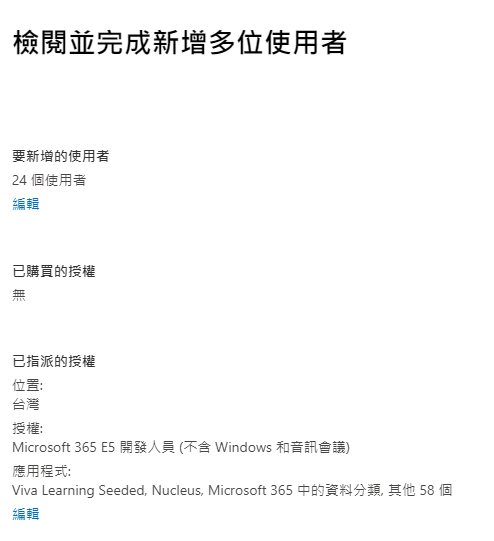 檢閱並完成新增多位使用者
要新增的使用者
24 個使用者
編輯
已購買的授權
無
已指派的授權
位置:
台灣
授權:
Microsoft 365 E5 開發人員 (不含 Windows 和音訊會議)
應用程式:
Viva Learning Seeded, Nucleus, Microsoft 365 中的資料分類, 其他 58 個
編輯